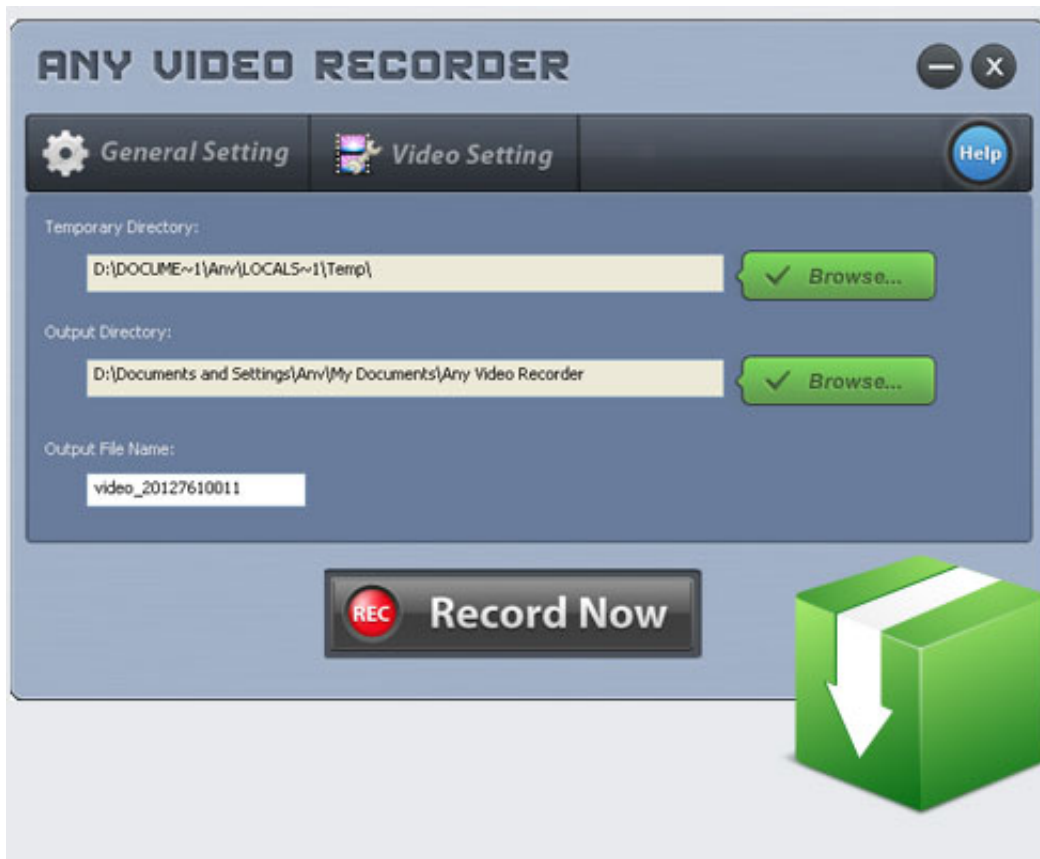 ANY VIDEO RECORDER
General Setting
Video Setting
Help
Temporary Directory:
D:\DOCUME~1\Anv\LOCALS~1\Temp\
Browse...
Output Directory:
D:\Documents and Settings\Anv\My Documents\Any Video Recorder
Browse...
Output File Name:
video_20127610011
REC
Record Now